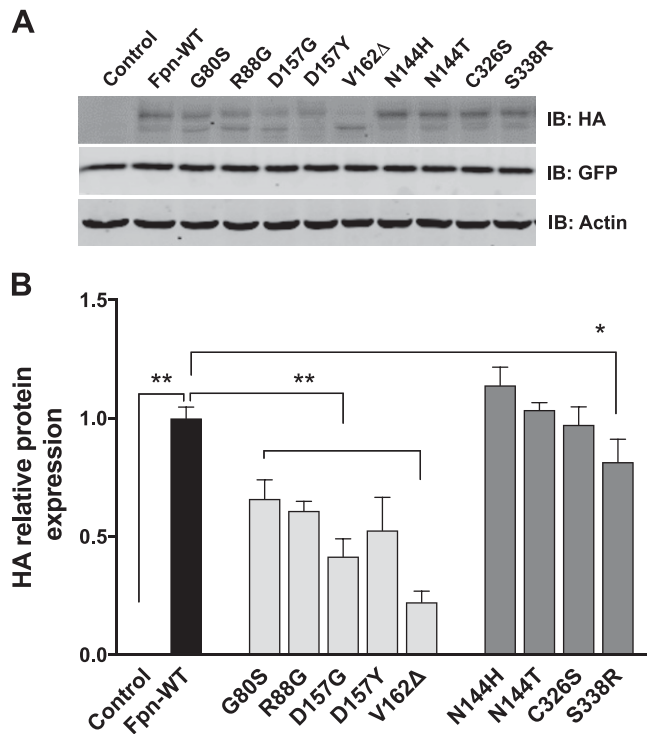 A
Control Fpn-WT G80S R88G D157G D157Y V162Δ N144H N144T C326S S338R
IB: HA
IB: GFP
IB: Actin
B
HA relative protein
expression
1.5
1.0
0.5
0.0
** ** *
Control Fpn-WT G80S R88G D157G D157Y V162Δ N144H N144T C326S S338R